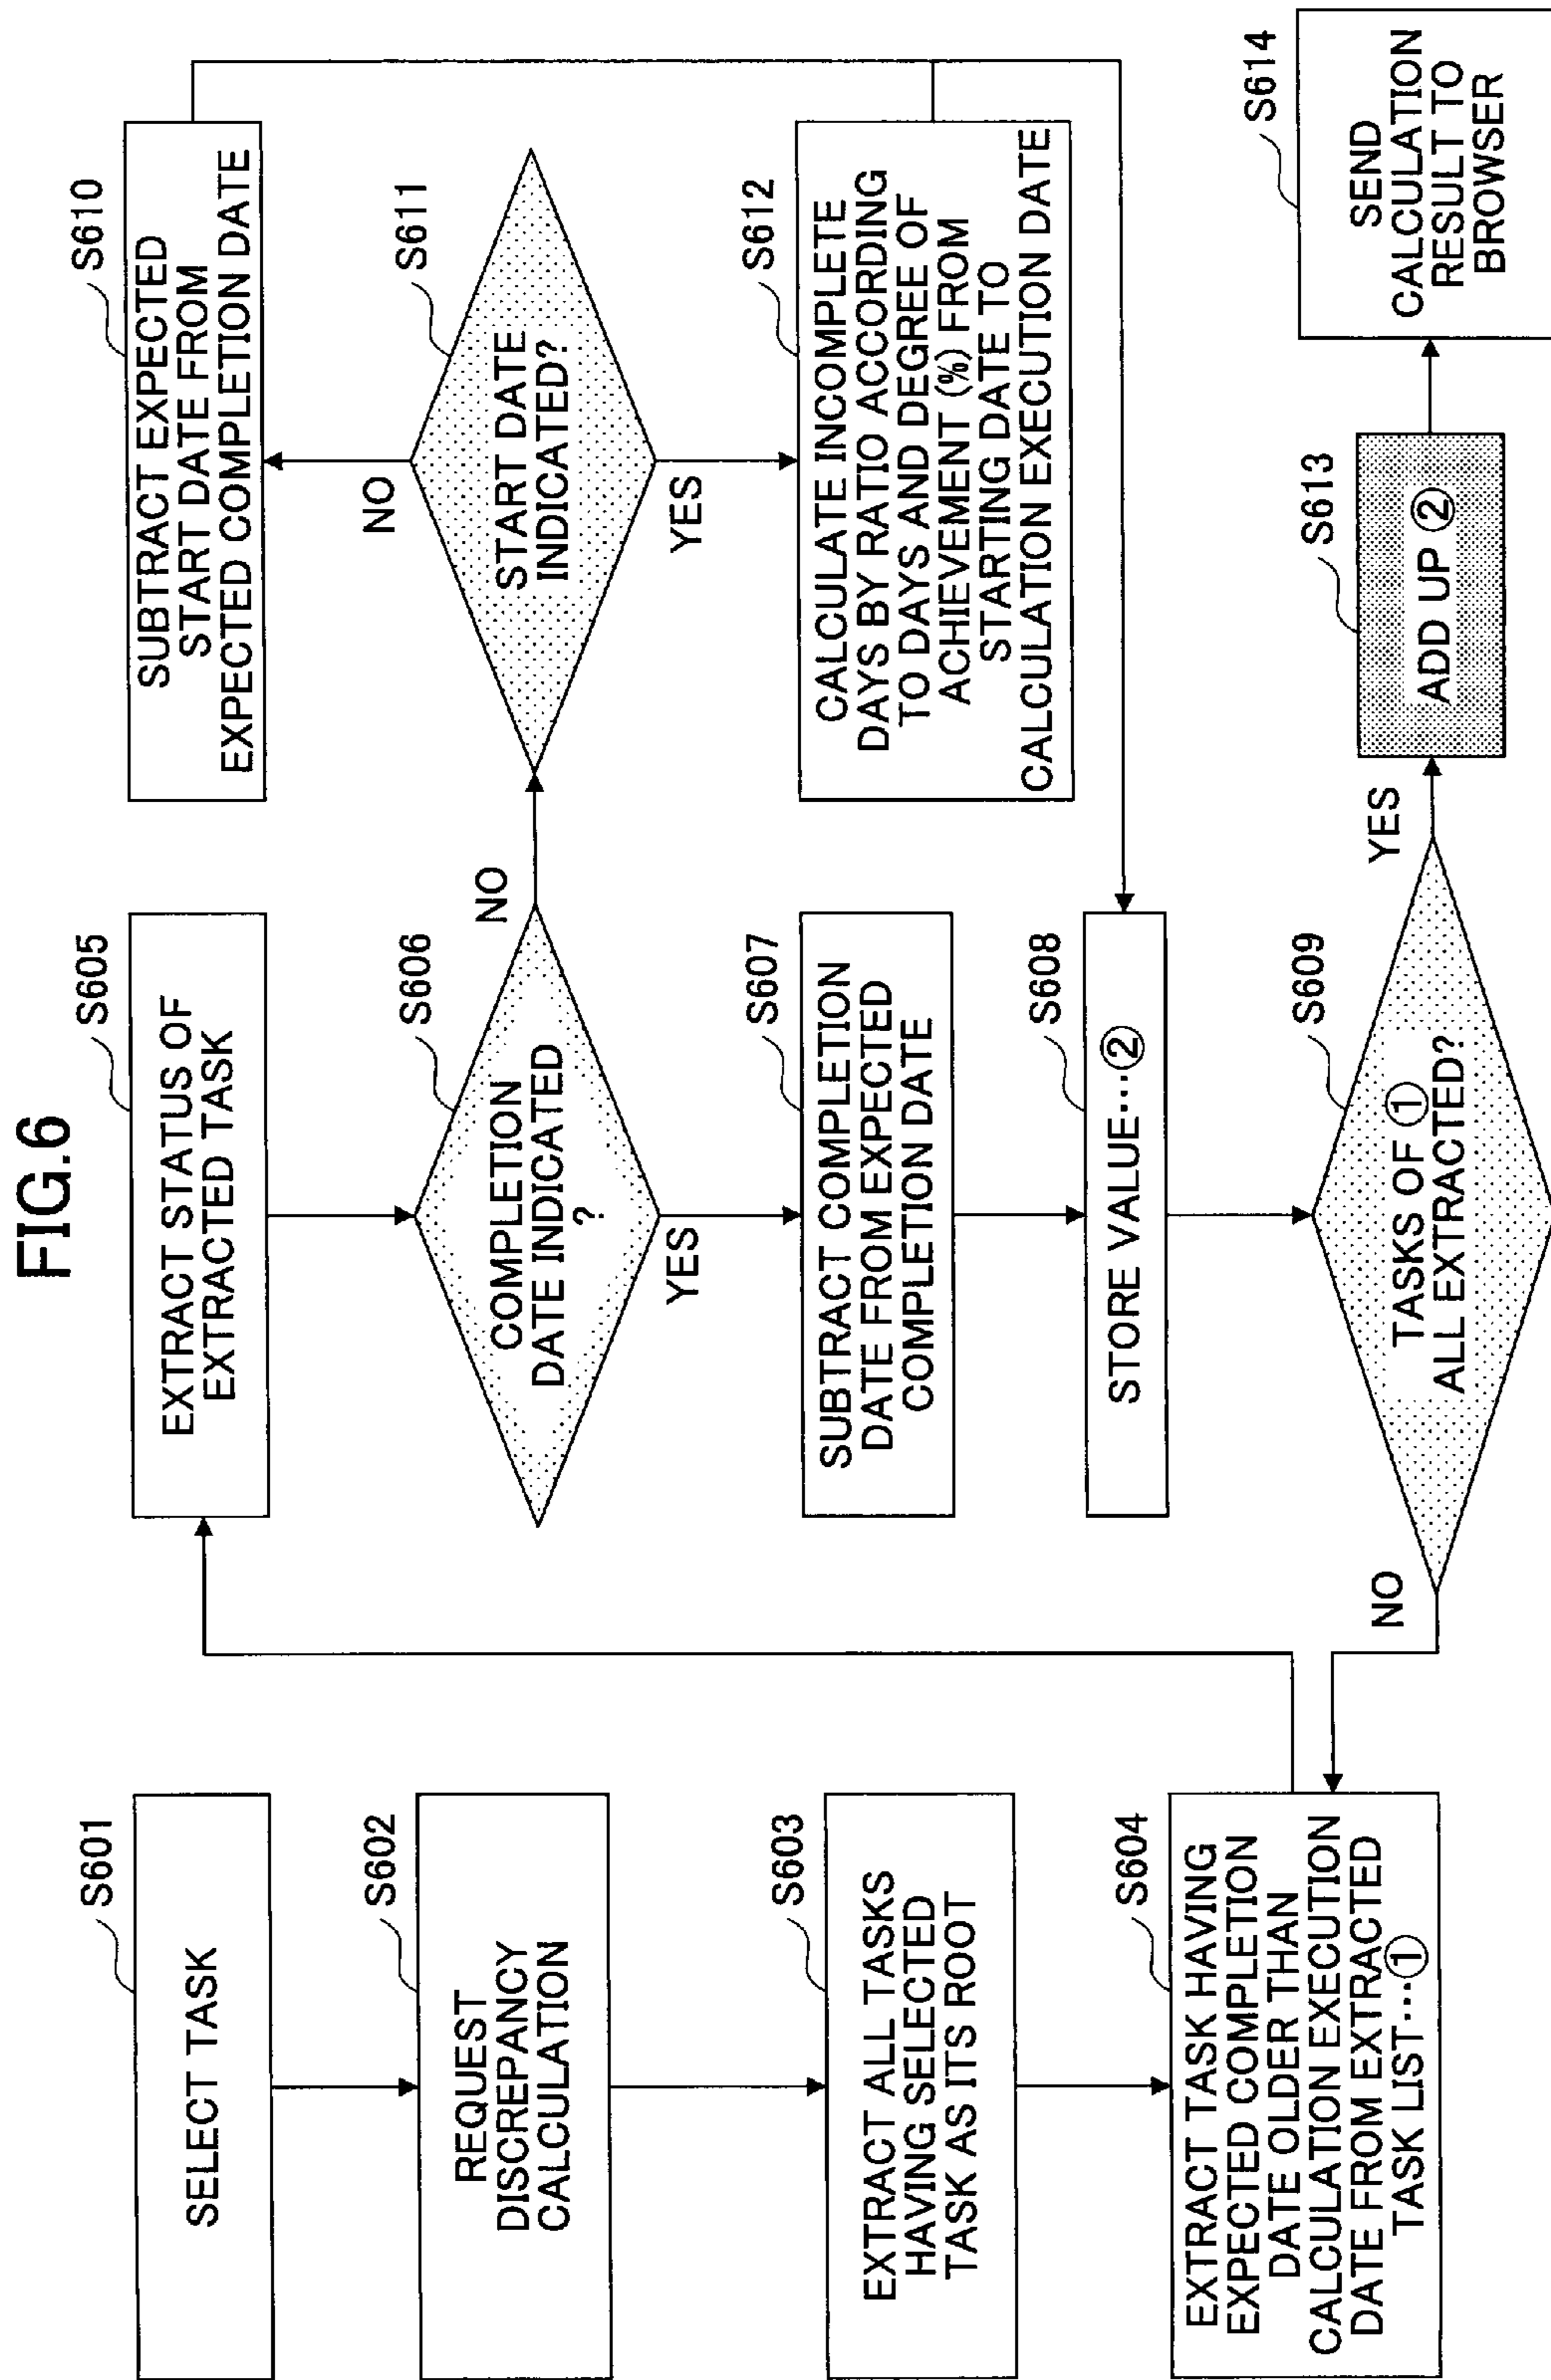 FIG.6
S601
SELECT TASK
S602
REQUEST
DISCREPANCY
CALCULATION
S603
EXTRACT ALL TASKS
HAVING SELECTED
TASK AS ITS ROOT
S604
EXTRACT TASK HAVING
EXPECTED COMPLETION
DATE OLDER THAN
CALCULATION EXECUTION
DATE FROM EXTRACTED
TASK LIST…①
S605
EXTRACT STATUS OF
EXTRACTED TASK
S606
COMPLETION
DATE INDICATED
?
NO
YES
S607
SUBTRACT COMPLETION
DATE FROM EXPECTED
COMPLETION DATE
S608
STORE VALUE…②
S609
TASKS OF ①
ALL EXTRACTED?
NO
YES
S610
SUBTRACT EXPECTED
START DATE FROM
EXPECTED COMPLETION DATE
NO
S611
START DATE
INDICATED?
YES
S612
CALCULATE INCOMPLETE
DAYS BY RATIO ACCORDING
TO DAYS AND DEGREE OF
ACHIEVEMENT (%) FROM
STARTING DATE TO
CALCULATION EXECUTION DATE
S613
ADD UP ②
S614
SEND
CALCULATION
RESULT TO
BROWSER